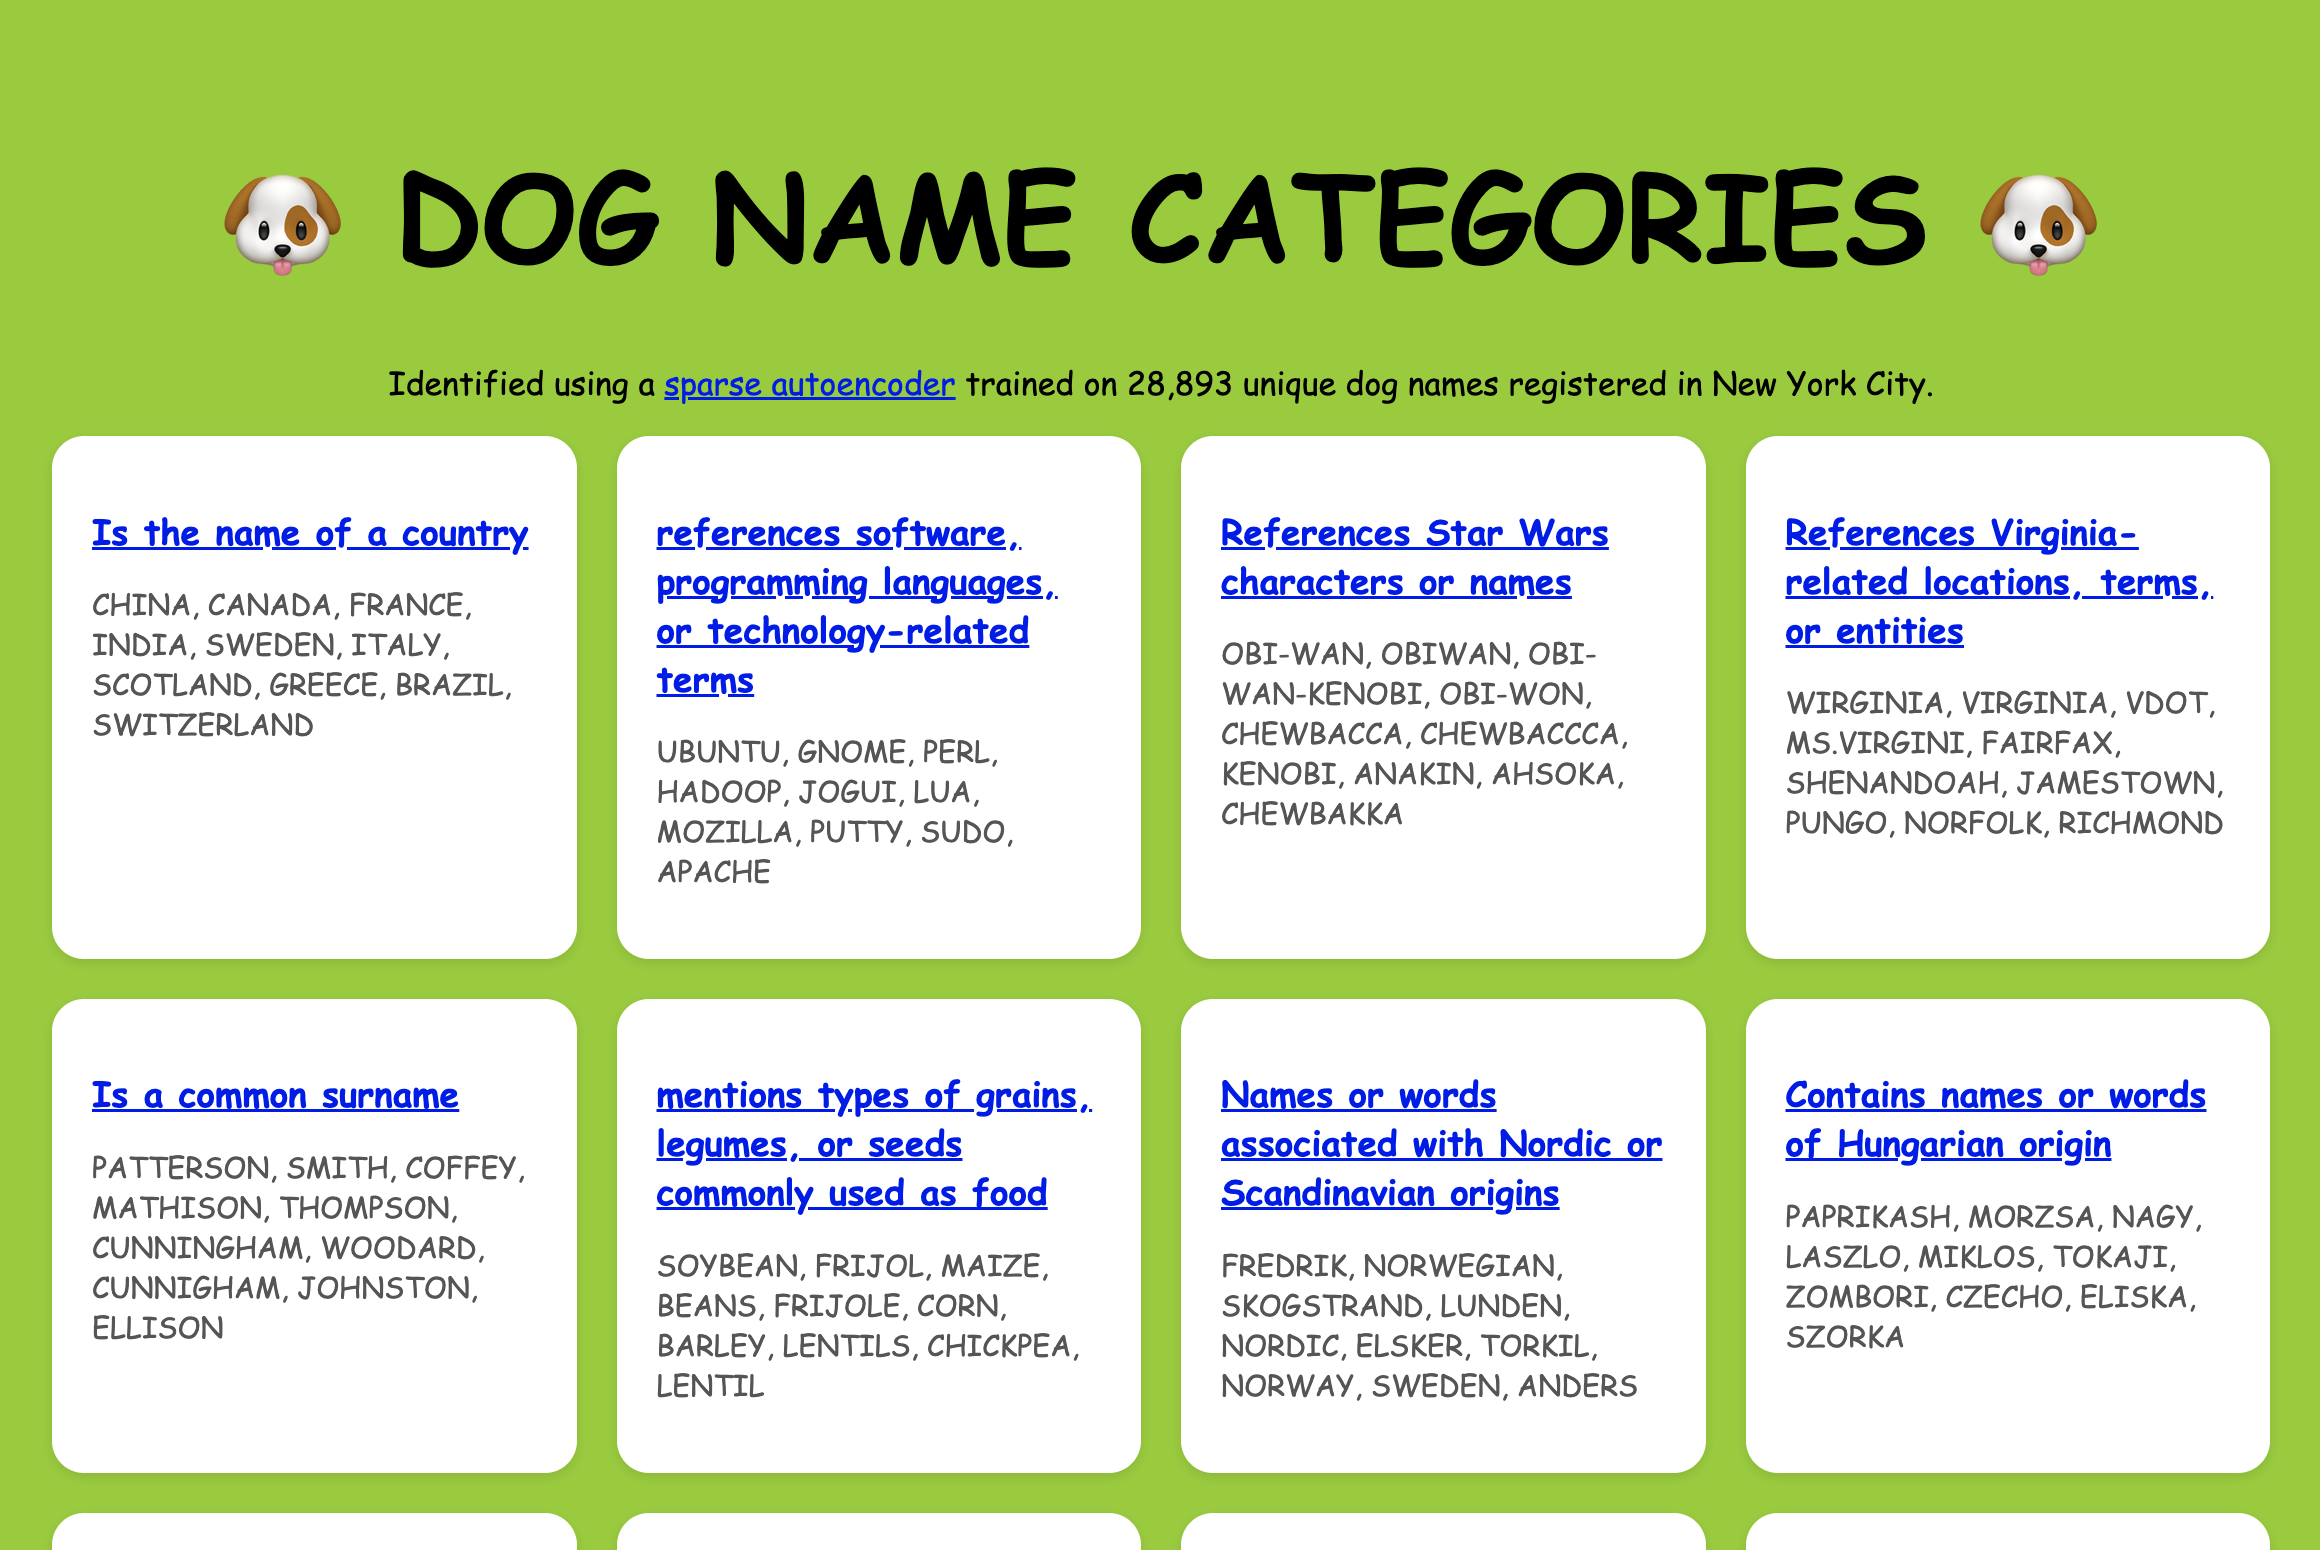 DOG NAME CATEGORIES
Identified using a sparse autoencoder trained on 28,893 unique dog names registered in New York City.
Is the name of a country
CHINA, CANADA, FRANCE,
INDIA, SWEDEN, ITALY,
SCOTLAND, GREECE, BRAZIL,
SWITZERLAND
references software,
programming languages,
or technology-related
terms
UBUNTU, GNOME, PERL,
HADOOP, JOGUI, LUA,
MOZILLA, PUTTY, SUDO,
APACHE
References Star Wars
characters or names
OBI-WAN, OBIWAN, OBI-
WAN-KENOBI, OBI-WON,
CHEWBACCA, CHEWBACCCA,
KENOBI, ANAKIN, AHSOKA,
CHEWBAKKA
References Virginia-
related locations, terms,
or entities
WIRGINIA, VIRGINIA, VDOT,
MS.VIRGINI, FAIRFAX,
SHENANDOAH, JAMESTOWN,
PUNGO, NORFOLK, RICHMOND
Is a common surname
PATTERSON, SMITH, COFFEY,
MATHISON, THOMPSON,
CUNNINGHAM, WOODARD,
CUNNIGHAM, JOHNSTON,
ELLISON
mentions types of grains,
legumes, or seeds
commonly used as food
SOYBEAN, FRIJOL, MAIZE,
BEANS, FRIJOLE, CORN,
BARLEY, LENTILS, CHICKPEA,
LENTIL
Names or words
associated with Nordic or
Scandinavian origins
FREDRIK, NORWEGIAN,
SKOGSTRAND, LUNDEN,
NORDIC, ELSKER, TORKIL,
NORWAY, SWEDEN, ANDERS
Contains names or words
of Hungarian origin
PAPRIKASH, MORZSA, NAGY,
LASZLO, MIKLOS, TOKAJI,
ZOMBORI, CZECHO, ELISKA,
SZORKA